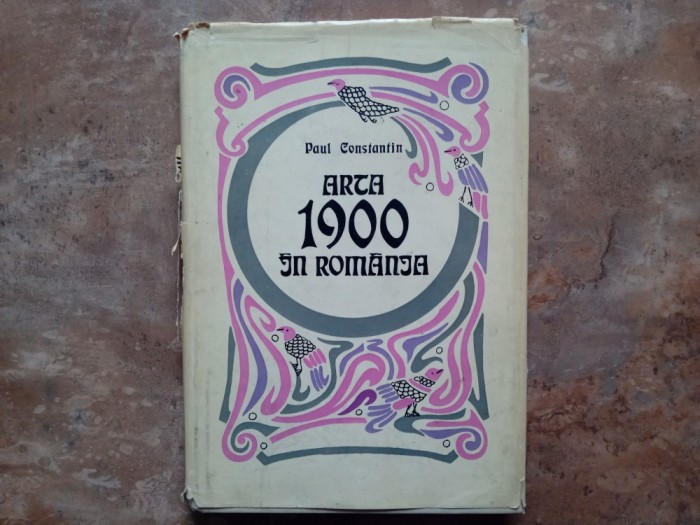 Paul Constantin
ARTA
1900
ÎN ROMÂNIA